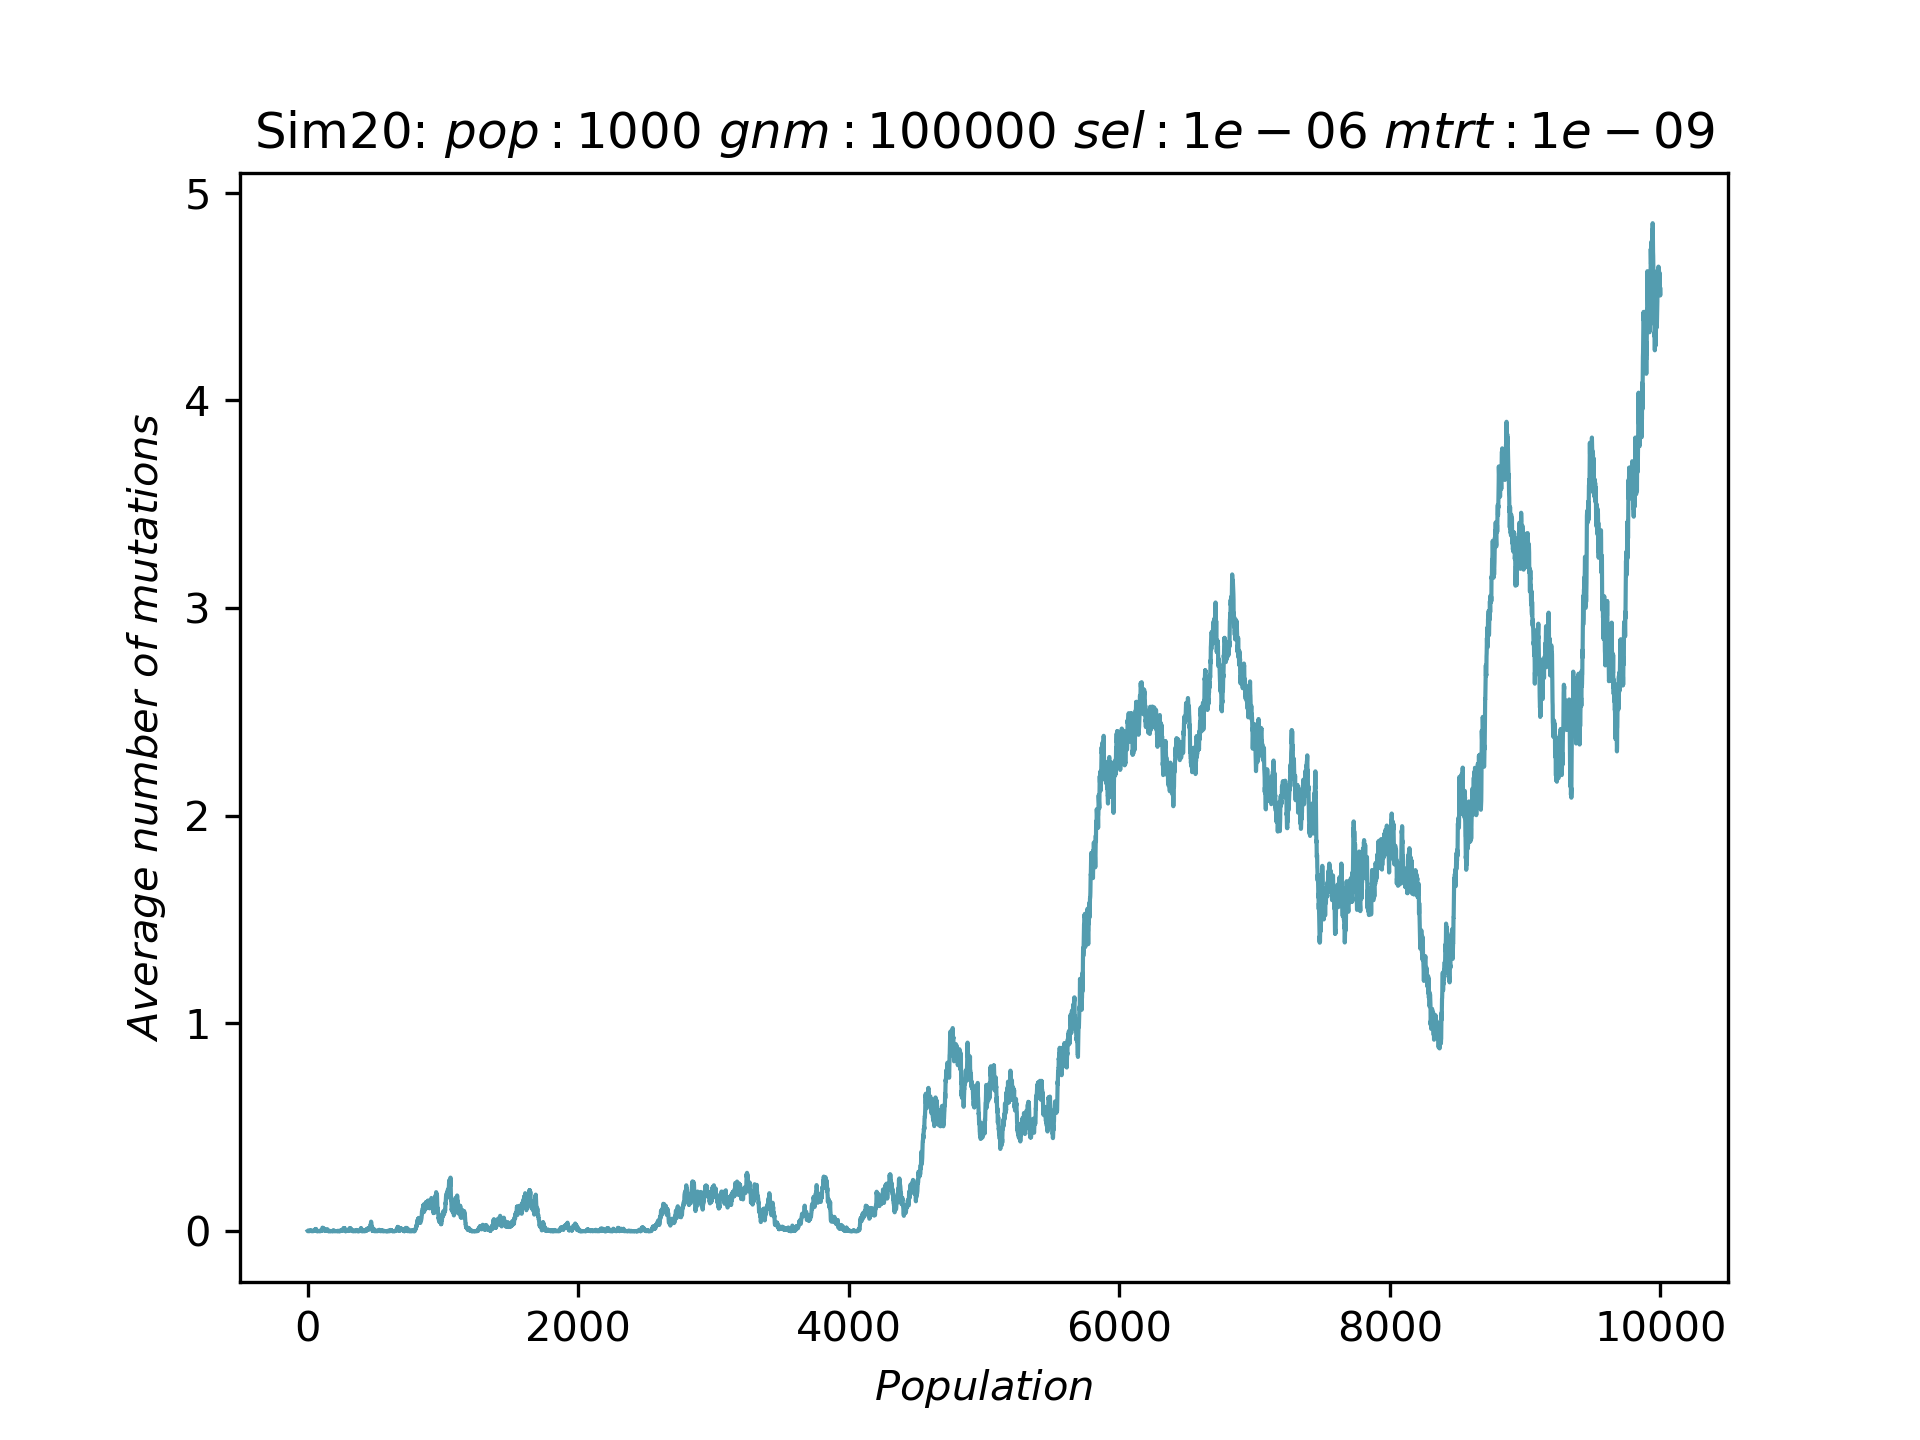 Sim20: pop : 1000 gnm : 100000 sel : 1e − 06 mtrt : 1e − 09
5
4
3
2
1
0
Average number of mutations
0 2000 4000 6000 8000 10000
Population